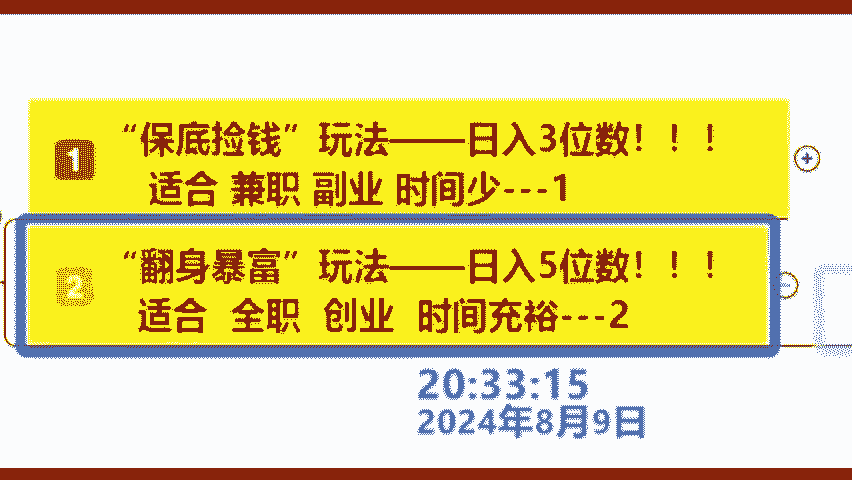 1
“保底捡钱”玩法——日入3位数！！！
适合 兼职 副业 时间少---1
2
“翻身暴富”玩法——日入5位数！！！
适合 全职 创业 时间充裕---2
20:33:15
2024年8月9日